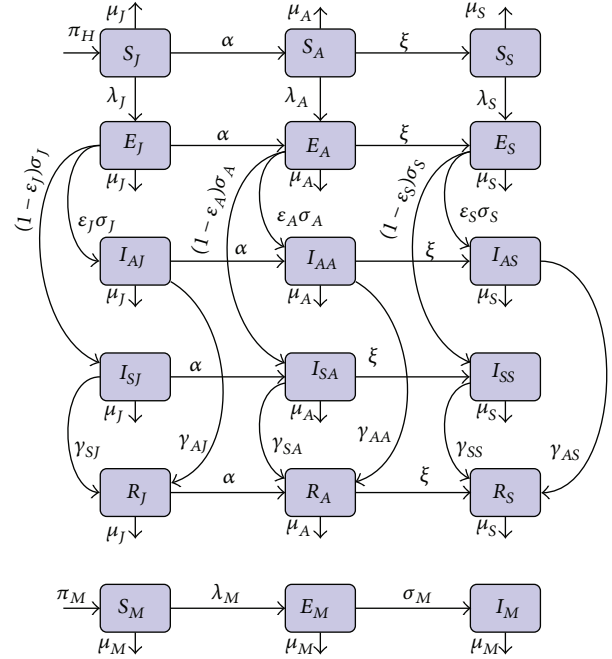 μ_J μ_A μ_S
π_H S_J α S_A ξ S_S
λ_J λ_A λ_S
E_J α E_A ξ E_S
μ_J μ_A μ_S
(1 - ε_J)σ_J ε_Jσ_J (1 - ε_A)σ_A ε_Aσ_A (1 - ε_S)σ_S ε_Sσ_S
I_AJ α I_AA ξ I_AS
μ_J μ_A μ_S
I_SJ α I_SA ξ I_SS
μ_J μ_A μ_S
γ_SJ γ_AJ γ_SA γ_AA γ_SS γ_AS
R_J α R_A ξ R_S
μ_J μ_A μ_S
π_M S_M λ_M E_M σ_M I_M
μ_M μ_M μ_M